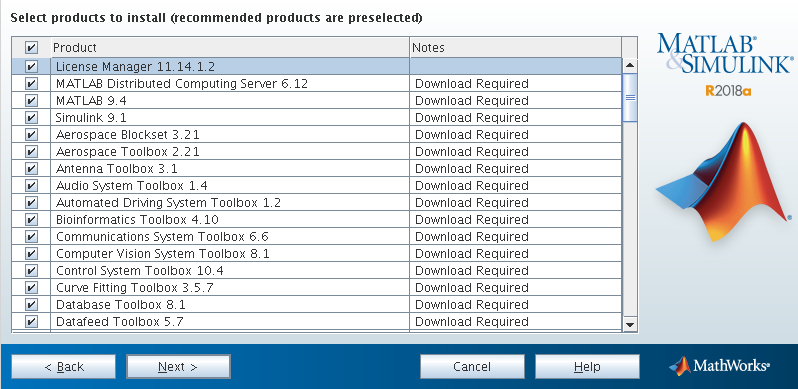 Select products to install (recommended products are preselected)
Product Notes
License Manager 11.14.1.2
MATLAB Distributed Computing Server 6.12 Download Required
MATLAB 9.4 Download Required
Simulink 9.1 Download Required
Aerospace Blockset 3.21 Download Required
Aerospace Toolbox 2.21 Download Required
Antenna Toolbox 3.1 Download Required
Audio System Toolbox 1.4 Download Required
Automated Driving System Toolbox 1.2 Download Required
Bioinformatics Toolbox 4.10 Download Required
Communications System Toolbox 6.6 Download Required
Computer Vision System Toolbox 8.1 Download Required
Control System Toolbox 10.4 Download Required
Curve Fitting Toolbox 3.5.7 Download Required
Database Toolbox 8.1 Download Required
Datafeed Toolbox 5.7 Download Required
MATLAB®
&SIMULINK®
R2018a
®
< Back Next > Cancel Help MathWorks®